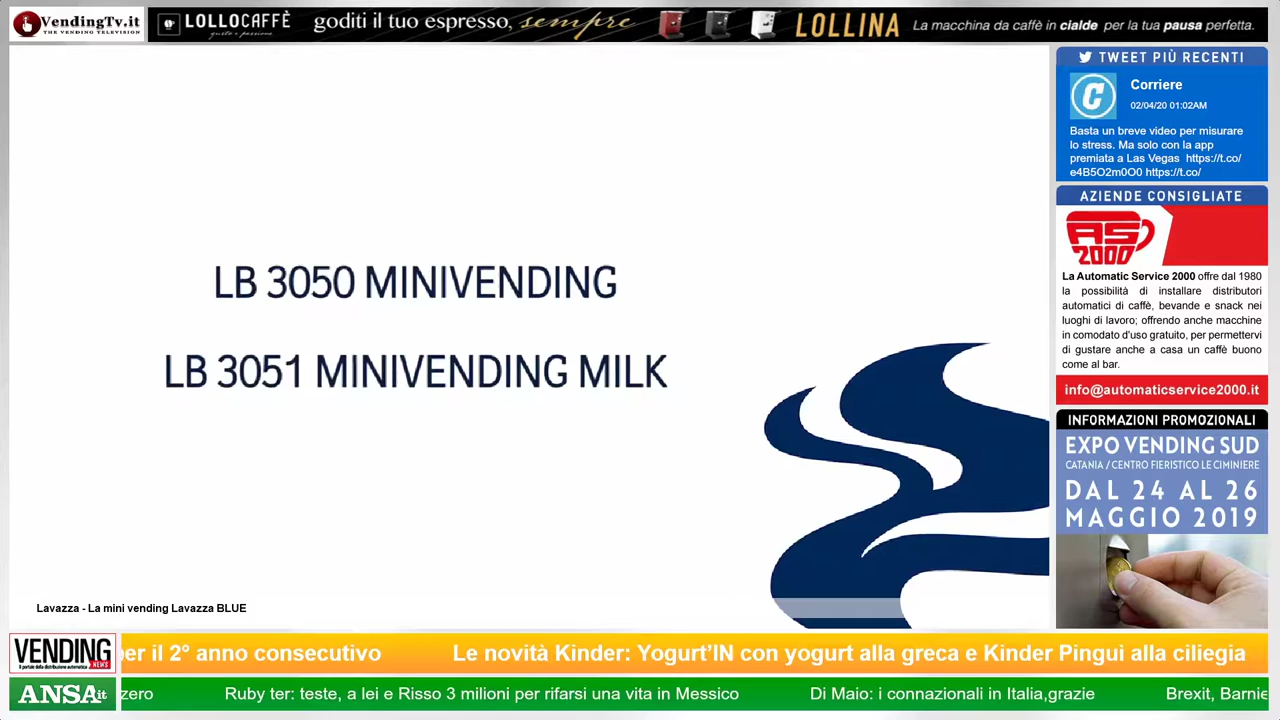 VendingTv.it
THE VENDING TELEVISION
LOLLOCAFFÈ
gusto e passione
goditi il tuo espresso, sempre
LOLLINA
La macchina da caffè in cialde per la tua pausa perfetta.
LB 3050 MINIVENDING
LB 3051 MINIVENDING MILK
Lavazza - La mini vending Lavazza BLUE
TWEET PIÙ RECENTI
Corriere
02/04/20 01:02AM
Basta un breve video per misurare
lo stress. Ma solo con la app
premiata a Las Vegas https://t.co/
e4B5O2m0O0 https://t.co/
AZIENDE CONSIGLIATE
AS
2000
La Automatic Service 2000 offre dal 1980
la possibilità di installare distributori
automatici di caffè, bevande e snack nei
luoghi di lavoro; offrendo anche macchine
in comodato d'uso gratuito, per permettervi
di gustare anche a casa un caffè buono
come al bar.
info@automaticservice2000.it
INFORMAZIONI PROMOZIONALI
EXPO VENDING SUD
CATANIA / CENTRO FIERISTICO LE CIMINIERE
DAL 24 AL 26
MAGGIO 2019
VENDING
NEWS
Il portale della distribuzione automatica
per il 2° anno consecutivo Le novità Kinder: Yogurt'IN con yogurt alla greca e Kinder Pinguì alla ciliegia
ANSA.it
zero Ruby ter: teste, a lei e Risso 3 milioni per rifarsi una vita in Messico Di Maio: i connazionali in Italia,grazie Brexit, Barnie